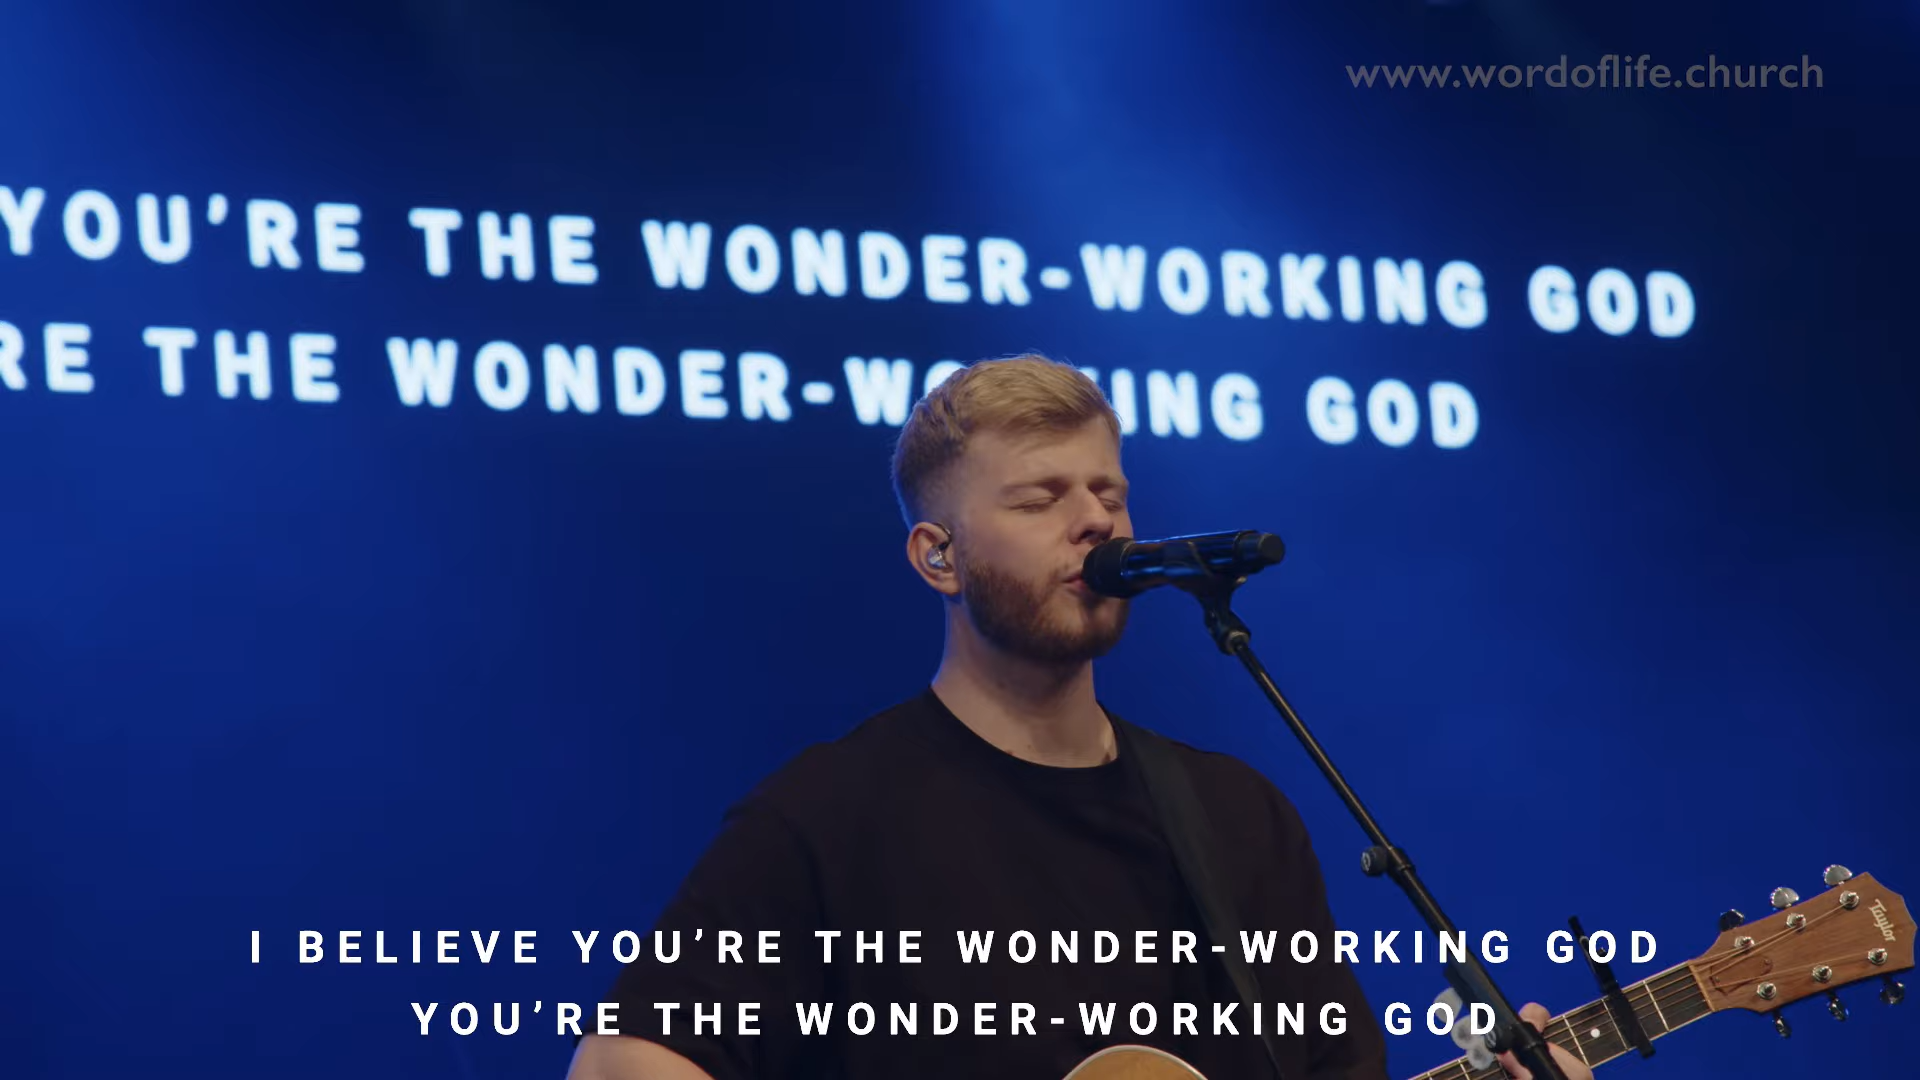 www.wordoflife.church
YOU'RE THE WONDER-WORKING GOD
RE THE WONDER-W ING GOD
Taylor
I BELIEVE YOU'RE THE WONDER-WORKING GOD
YOU'RE THE WONDER-WORKING GOD